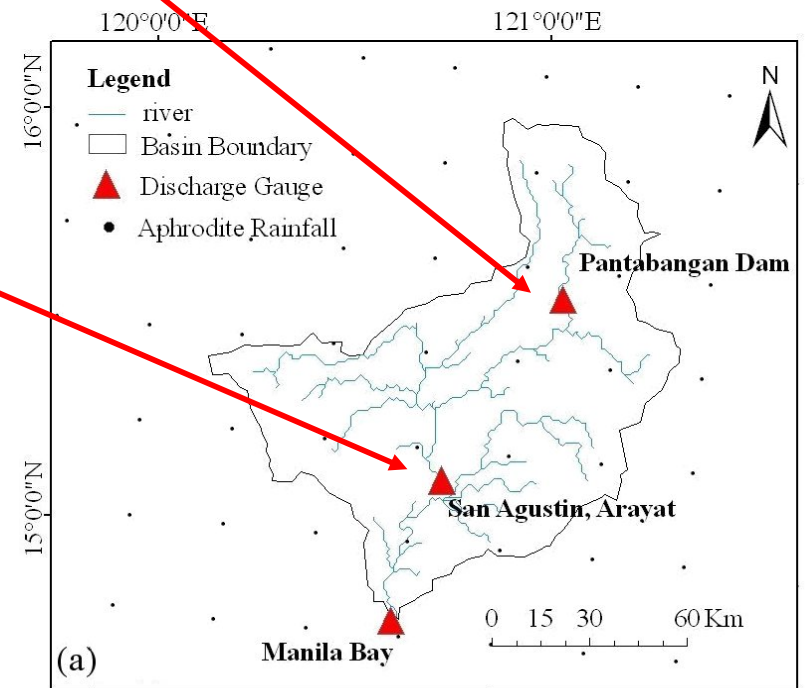 120°0'0"E
121°0'0"E
16°0'0"N
Legend
river
Basin Boundary
Discharge Gauge
Aphrodite Rainfall
N
Pantabangan Dam
15°0'0"N
San Agustin, Arayat
0 15 30 60 Km
Manila Bay
(a)